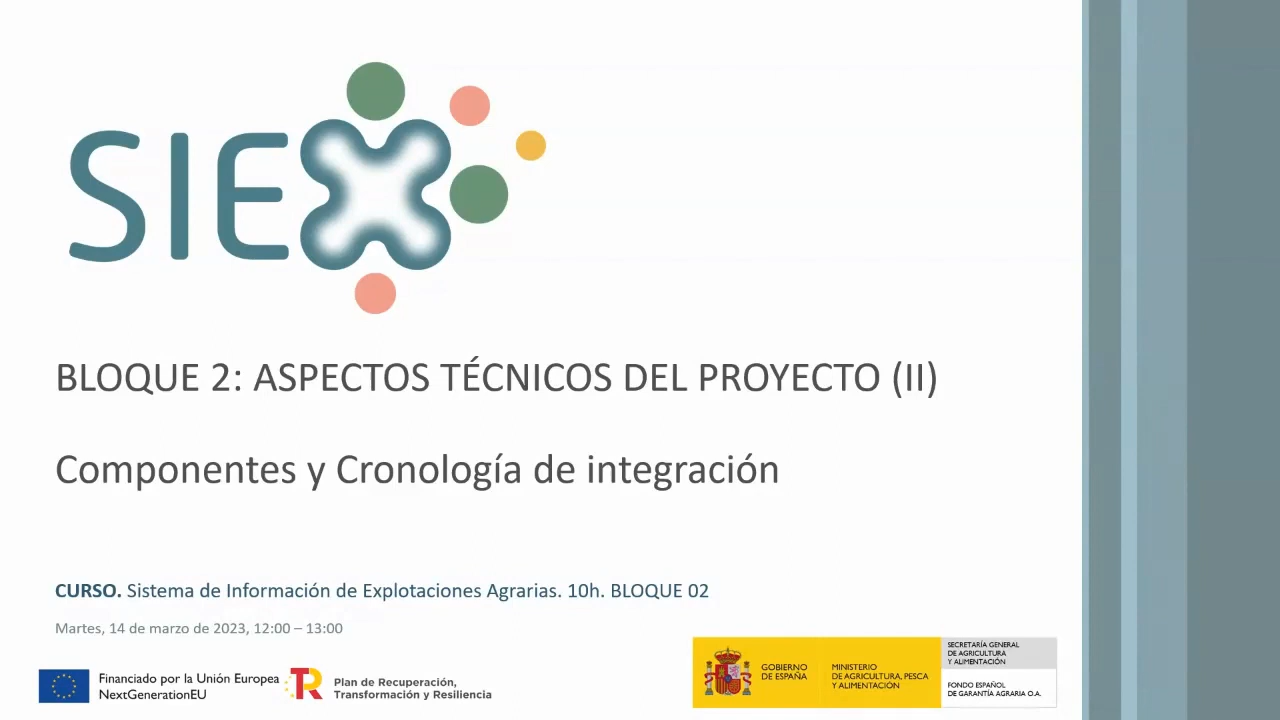 SIEX
BLOQUE 2: ASPECTOS TÉCNICOS DEL PROYECTO (II)
Componentes y Cronología de integración
CURSO. Sistema de Información de Explotaciones Agrarias. 10h. BLOQUE 02
Martes, 14 de marzo de 2023, 12:00 – 13:00
Financiado por la Unión Europea
NextGenerationEU
R
Plan de Recuperación,
Transformación y Resiliencia
GOBIERNO
DE ESPAÑA
MINISTERIO
DE AGRICULTURA, PESCA
Y ALIMENTACIÓN
SECRETARÍA GENERAL
DE AGRICULTURA
Y ALIMENTACIÓN
FONDO ESPAÑOL
DE GARANTÍA AGRARIA O.A.